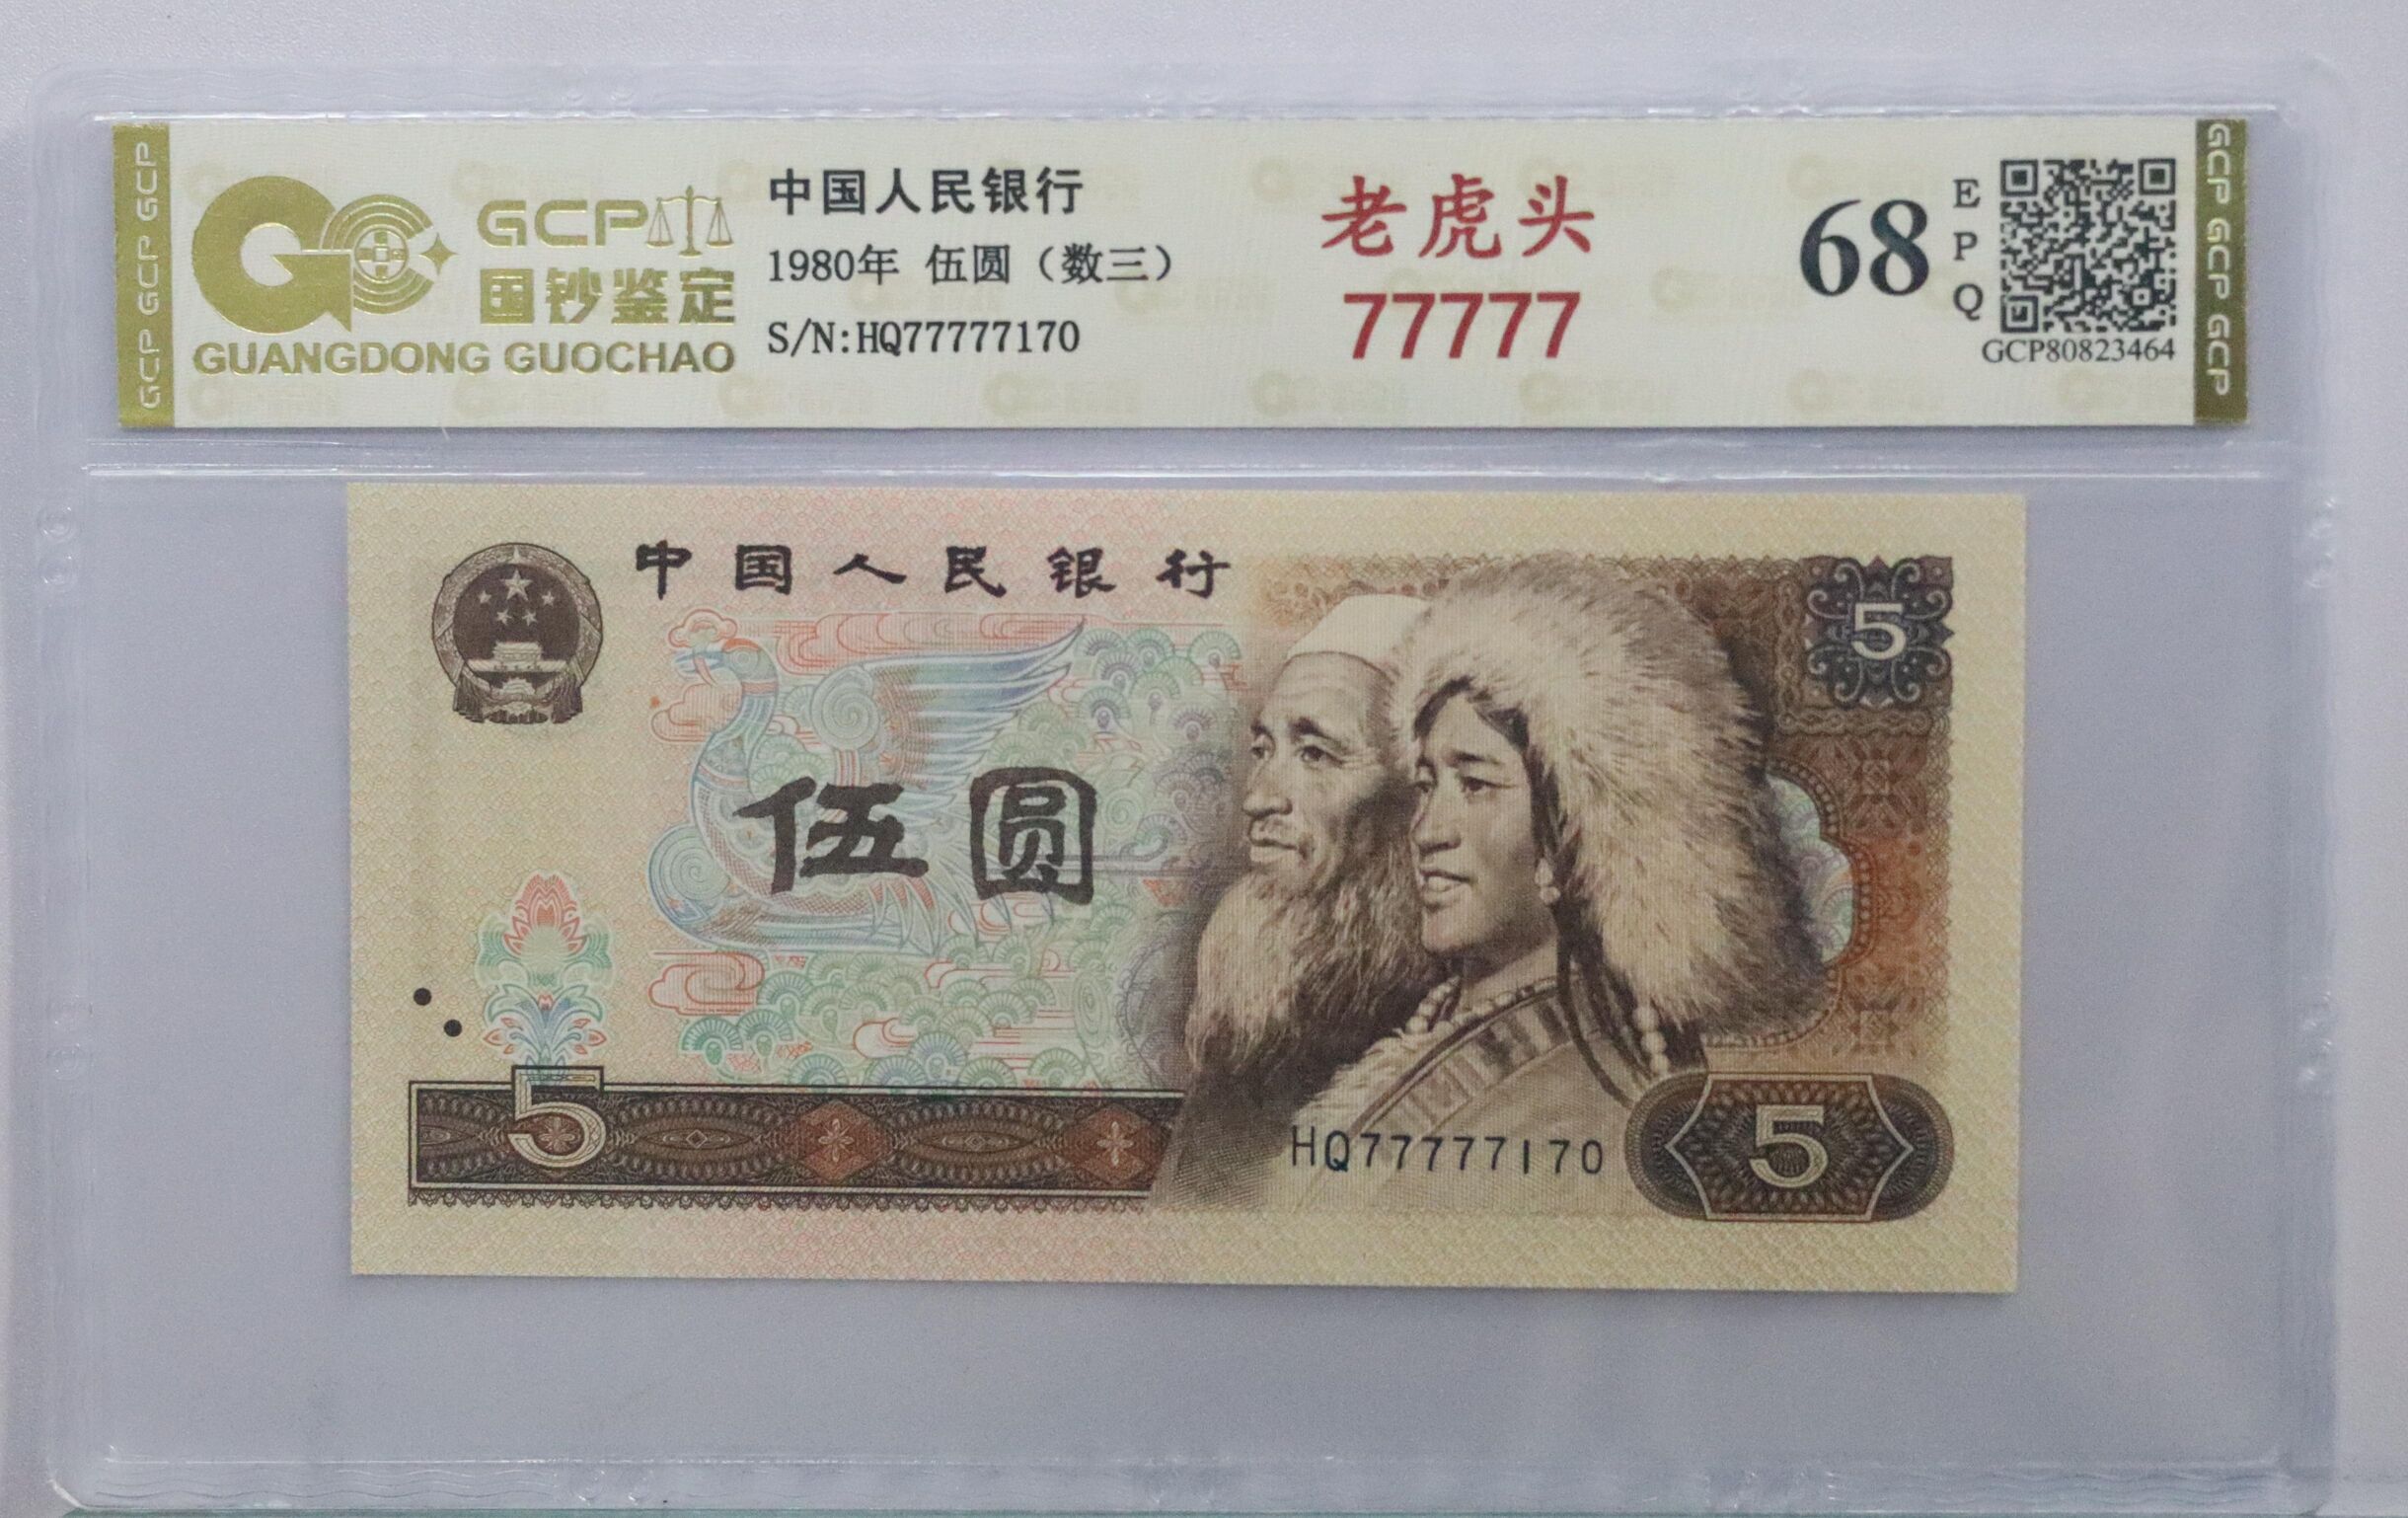 GCP GCP GCP
GCP
国钞鉴定
GUANGDONG GUOCHAO
中国人民银行
1980年 伍圆（数三）
S/N:HQ77777170
老虎头
77777
68
E
P
Q
GCP80823464
GCP GCP GCP
中国人民银行
5
伍圆
5
HQ77777170
5